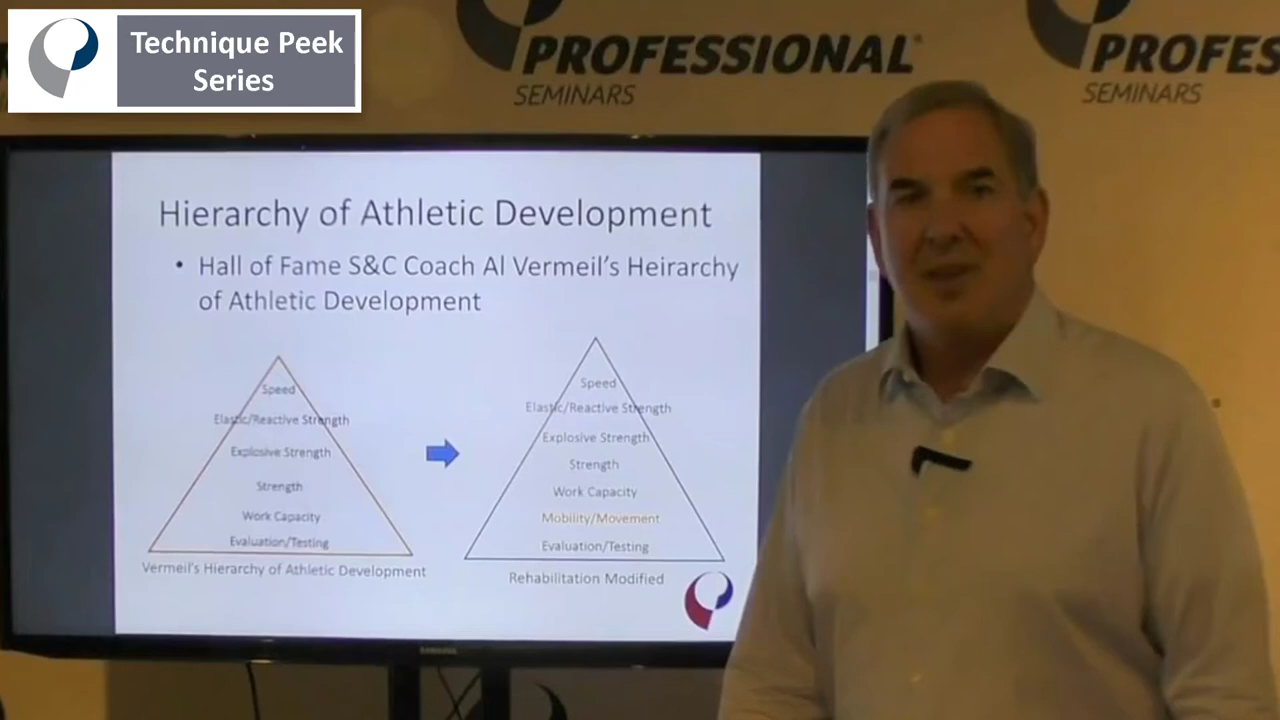 Technique Peek
Series
PROFESSIONAL®
SEMINARS
PROFES
SEMINARS
Hierarchy of Athletic Development
• Hall of Fame S&C Coach Al Vermeil's Heirarchy
of Athletic Development
Speed
Elastic/Reactive Strength
Explosive Strength
Strength
Work Capacity
Evaluation/Testing
Vermeil's Hierarchy of Athletic Development
Speed
Elastic/Reactive Strength
Explosive Strength
Strength
Work Capacity
Mobility/Movement
Evaluation/Testing
Rehabilitation Modified
SAMSUNG